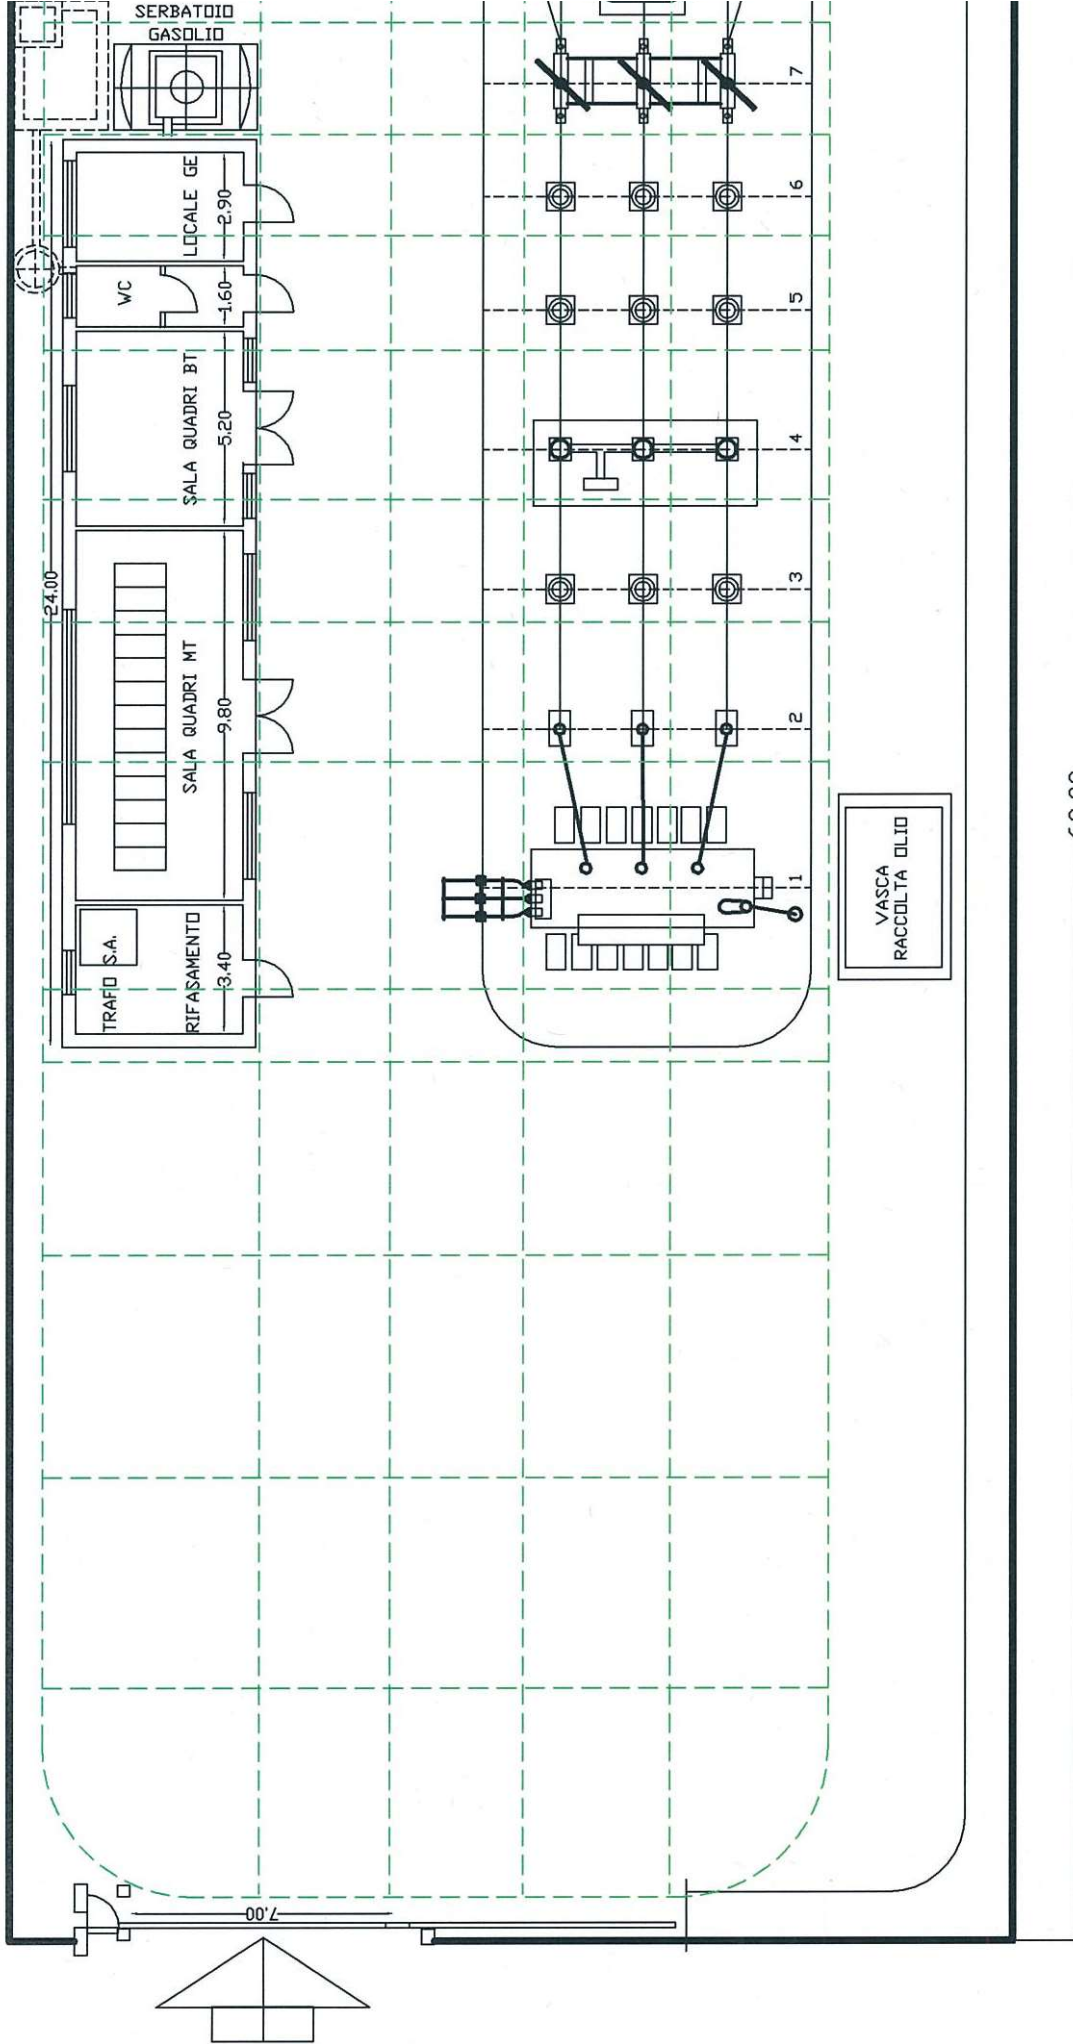 SERBATOIO
GASOLIO
7
LOCALE GE
2.90
6
WC
1.60
5
SALA QUADRI BT
5.20
4
24.00
3
SALA QUADRI MT
9.80
2
1
VASCA
RACCOLTA OLIO
TRAFO S.A.
RIFASAMENTO
3.40
7.00